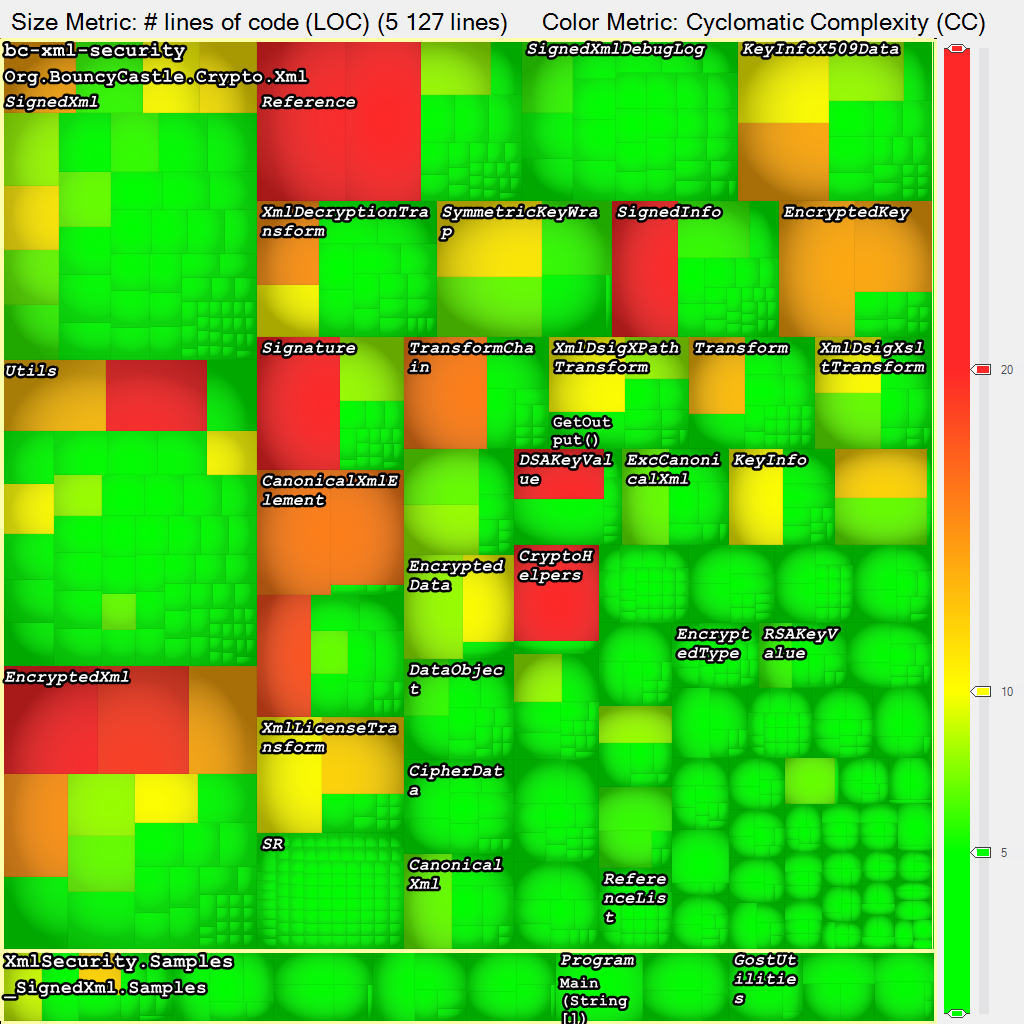 Size Metric: # lines of code (LOC) (5 127 lines) Color Metric: Cyclomatic Complexity (CC)
bc-xml-security
Org.BouncyCastle.Crypto.Xml
SignedXml
Reference
SignedXmlDebugLog
KeyInfoX509Data
XmlDecryptionTra
nsform
SymmetricKeyWra
p
SignedInfo
EncryptedKey
Utils
Signature
TransformCha
in
XmlDsigXPath
Transform
GetOut
put()
Transform
XmlDsigXsl
tTransform
CanonicalXmlE
lement
DSAKeyVal
ue
ExcCanoni
calXml
KeyInfo
Encrypted
Data
CryptoH
elpers
Encrypt
edType
RSAKeyV
alue
EncryptedXml
DataObjec
t
XmlLicenseTra
nsform
CipherDat
a
SR
Canonical
Xml
Refere
nceLis
t
XmlSecurity.Samples
_SignedXml.Samples
Program
Main
(String
[])
GostUt
ilitie
s
20
10
5